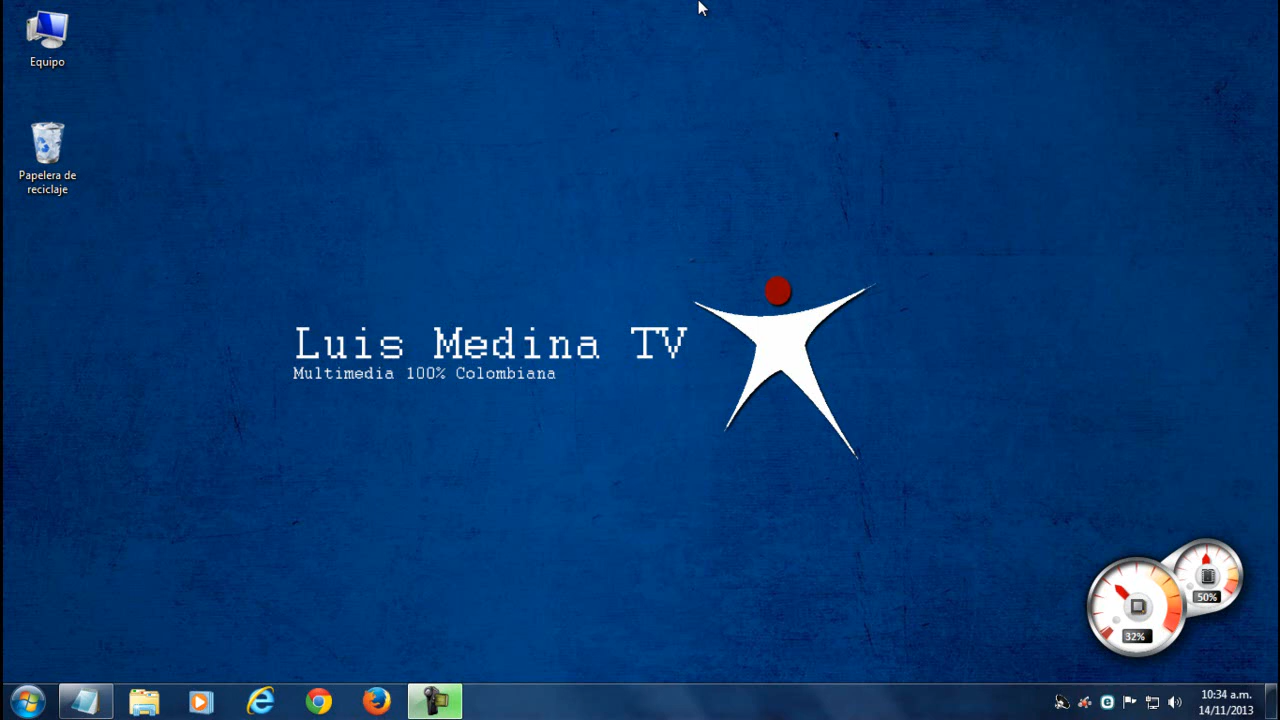 Equipo
Papelera de
reciclaje
Luis Medina TV
Multimedia 100% Colombiana
50%
32%
10:34 a.m.
14/11/2013